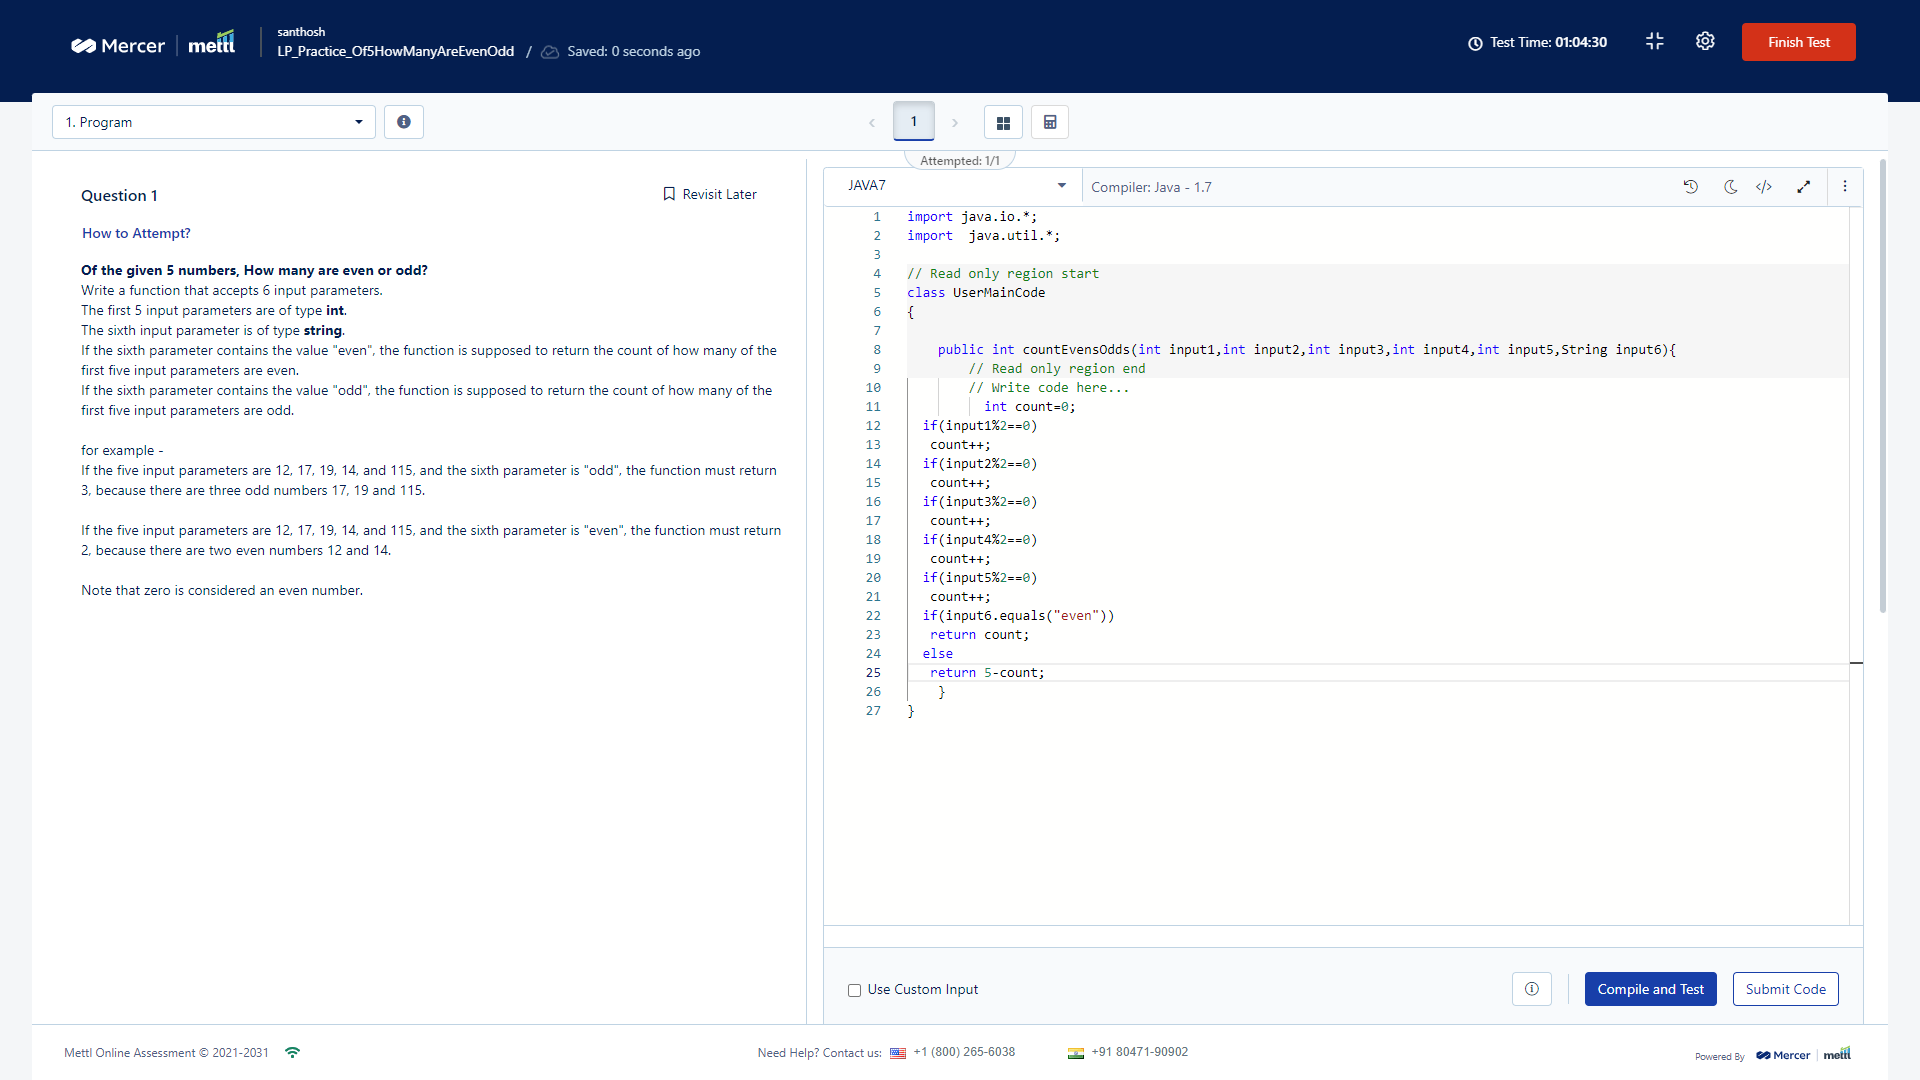 Mercer mettl
santhosh
LP_Practice_Of5HowManyAreEvenOdd / Saved: 0 seconds ago
Test Time: 01:04:30
Finish Test
1. Program
1
Attempted: 1/1
Question 1
Revisit Later
How to Attempt?
Of the given 5 numbers, How many are even or odd?
Write a function that accepts 6 input parameters.
The first 5 input parameters are of type int.
The sixth input parameter is of type string.
If the sixth parameter contains the value "even", the function is supposed to return the count of how many of the
first five input parameters are even.
If the sixth parameter contains the value "odd", the function is supposed to return the count of how many of the
first five input parameters are odd.
for example -
If the five input parameters are 12, 17, 19, 14, and 115, and the sixth parameter is "odd", the function must return
3, because there are three odd numbers 17, 19 and 115.
If the five input parameters are 12, 17, 19, 14, and 115, and the sixth parameter is "even", the function must return
2, because there are two even numbers 12 and 14.
Note that zero is considered an even number.
JAVA7
Compiler: Java - 1.7
1 import java.io.*;
2 import  java.util.*;
3
4 // Read only region start
5 class UserMainCode
6 {
7
8 public int countEvensOdds(int input1,int input2,int input3,int input4,int input5,String input6){
9 // Read only region end
10 // Write code here...
11 int count=0;
12 if(input1%2==0)
13 count++;
14 if(input2%2==0)
15 count++;
16 if(input3%2==0)
17 count++;
18 if(input4%2==0)
19 count++;
20 if(input5%2==0)
21 count++;
22 if(input6.equals("even"))
23 return count;
24 else
25 return 5-count;
26 }
27 }
Use Custom Input
Compile and Test
Submit Code
Mettl Online Assessment © 2021-2031
Need Help? Contact us: +1 (800) 265-6038
+91 80471-90902
Powered By Mercer mettl